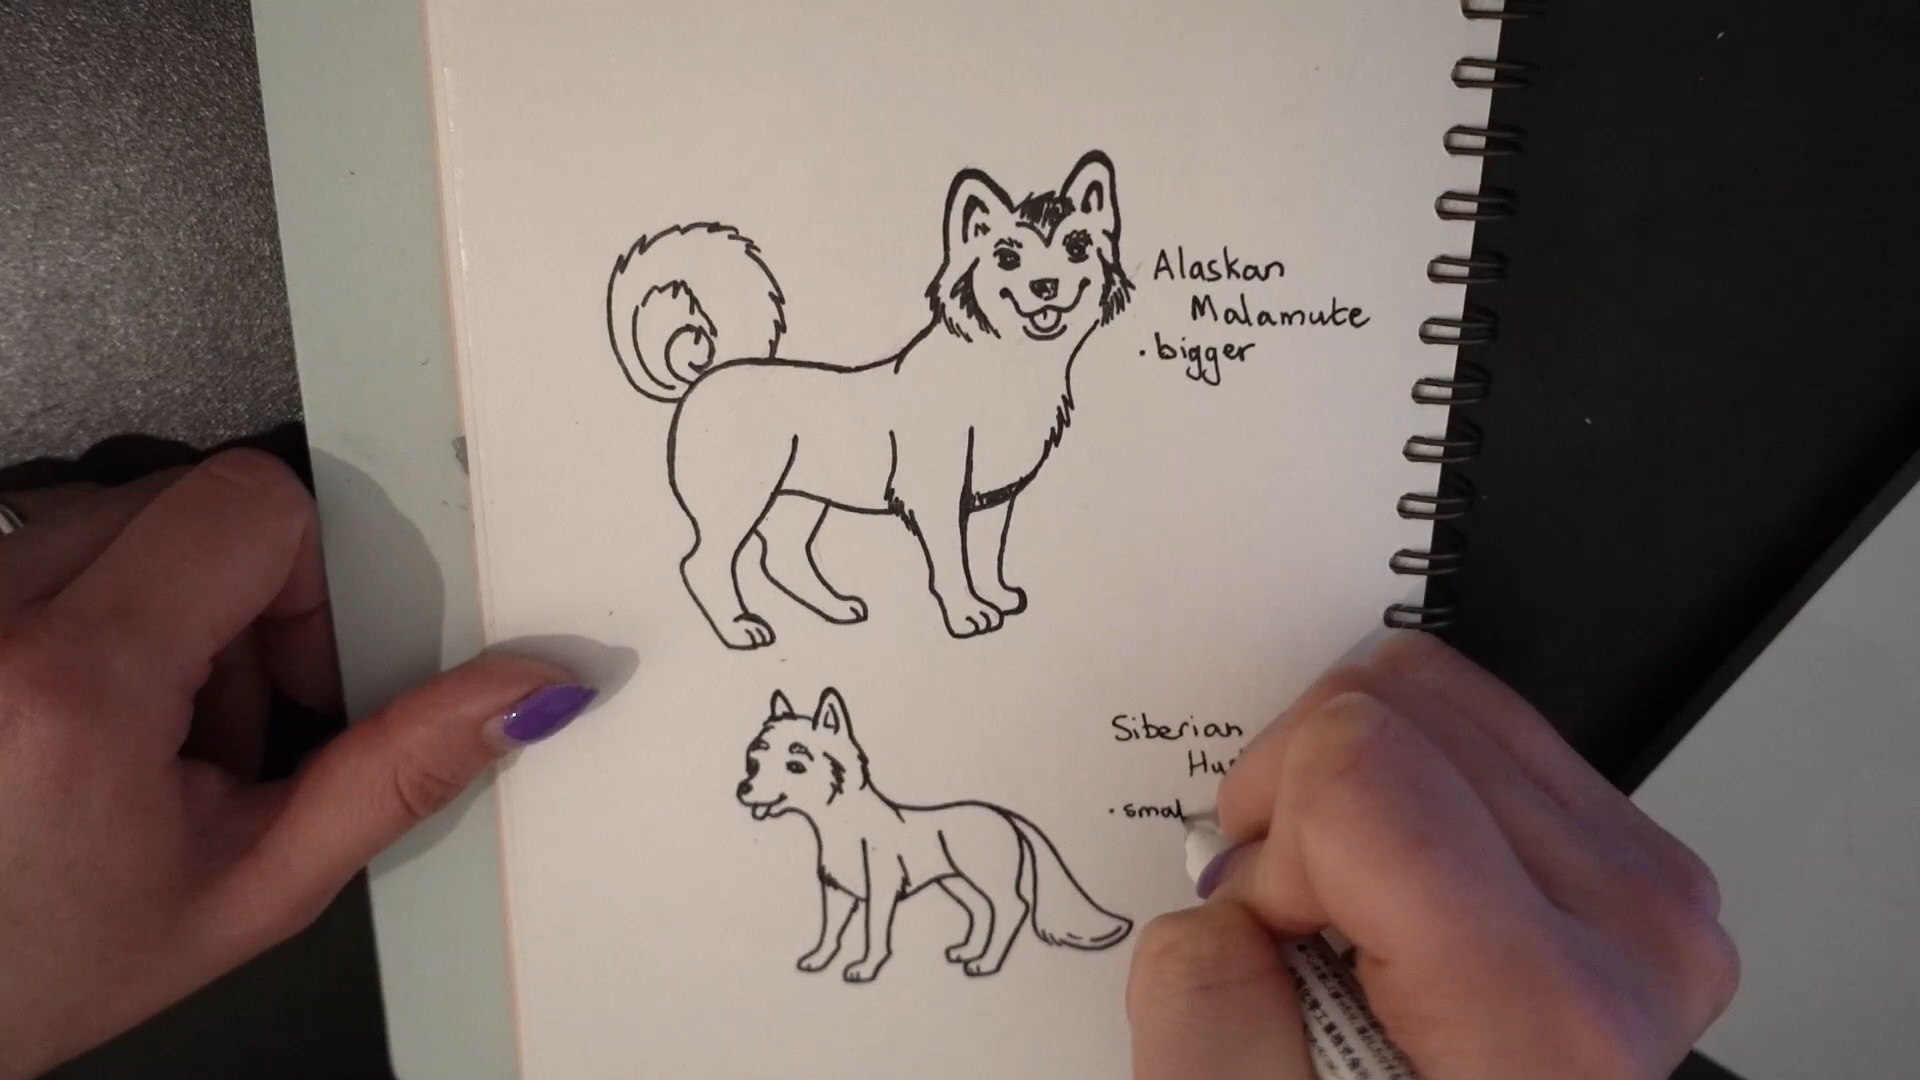 Alaskan
Malamute
· bigger
Siberian
· smal